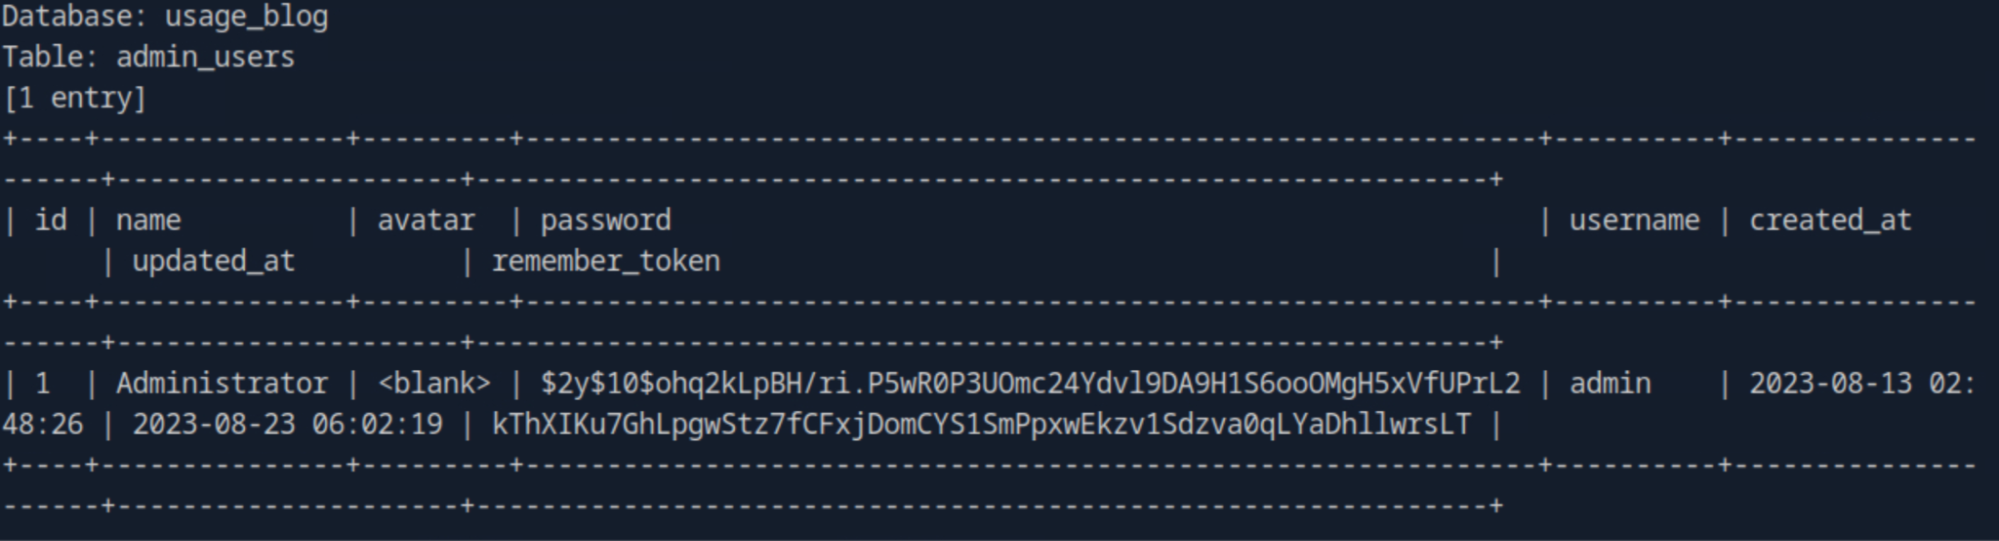 Database: usage_blog
Table: admin_users
[1 entry]
+----+---------------+---------+--------------------------------------------------------------+----------+---------------
------+---------------------+--------------------------------------------------------------+
| id | name          | avatar  | password                                                     | username | created_at
      | updated_at          | remember_token                                               |
+----+---------------+---------+--------------------------------------------------------------+----------+---------------
------+---------------------+--------------------------------------------------------------+
| 1  | Administrator | <blank> | $2y$10$ohq2kLpBH/ri.P5wR0P3UOmc24Ydvl9DA9H1S6ooOMgH5xVfUPrL2 | admin    | 2023-08-13 02:
48:26 | 2023-08-23 06:02:19 | kThXIKu7GhLpgwStz7fCFxjDomCYS1SmPpxwEkzv1Sdzva0qLYaDhllwrsLT |
+----+---------------+---------+--------------------------------------------------------------+----------+---------------
------+---------------------+--------------------------------------------------------------+